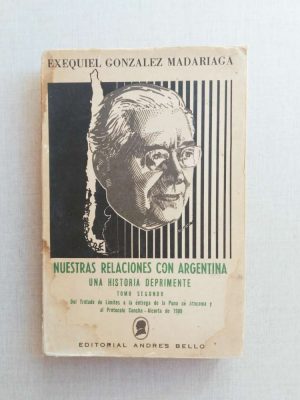 EXEQUIEL GONZALEZ MADARIAGA
NUESTRAS RELACIONES CON ARGENTINA
UNA HISTORIA DEPRIMENTE
TOMO SEGUNDO
Del Tratado de Límites a la entrega de la Puna de Atacama y
el Protocolo Concha - Alcorta de 1900
EDITORIAL ANDRES BELLO